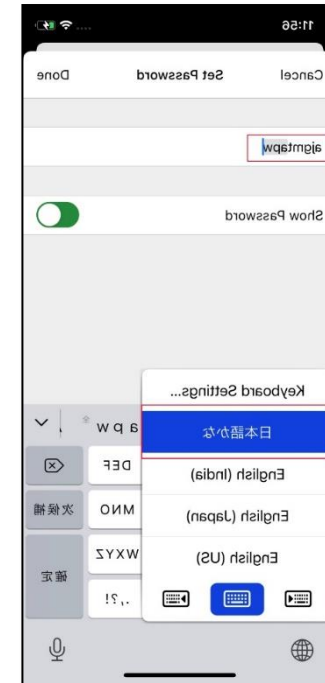 11:56
Cancel Set Password Done
ajgmtapw
Show Password
Keyboard Settings...
日本語かな
English (India)
English (Japan)
English (US)
a p w
DEF
MNO
次候補
WXYZ
確定
.,?!